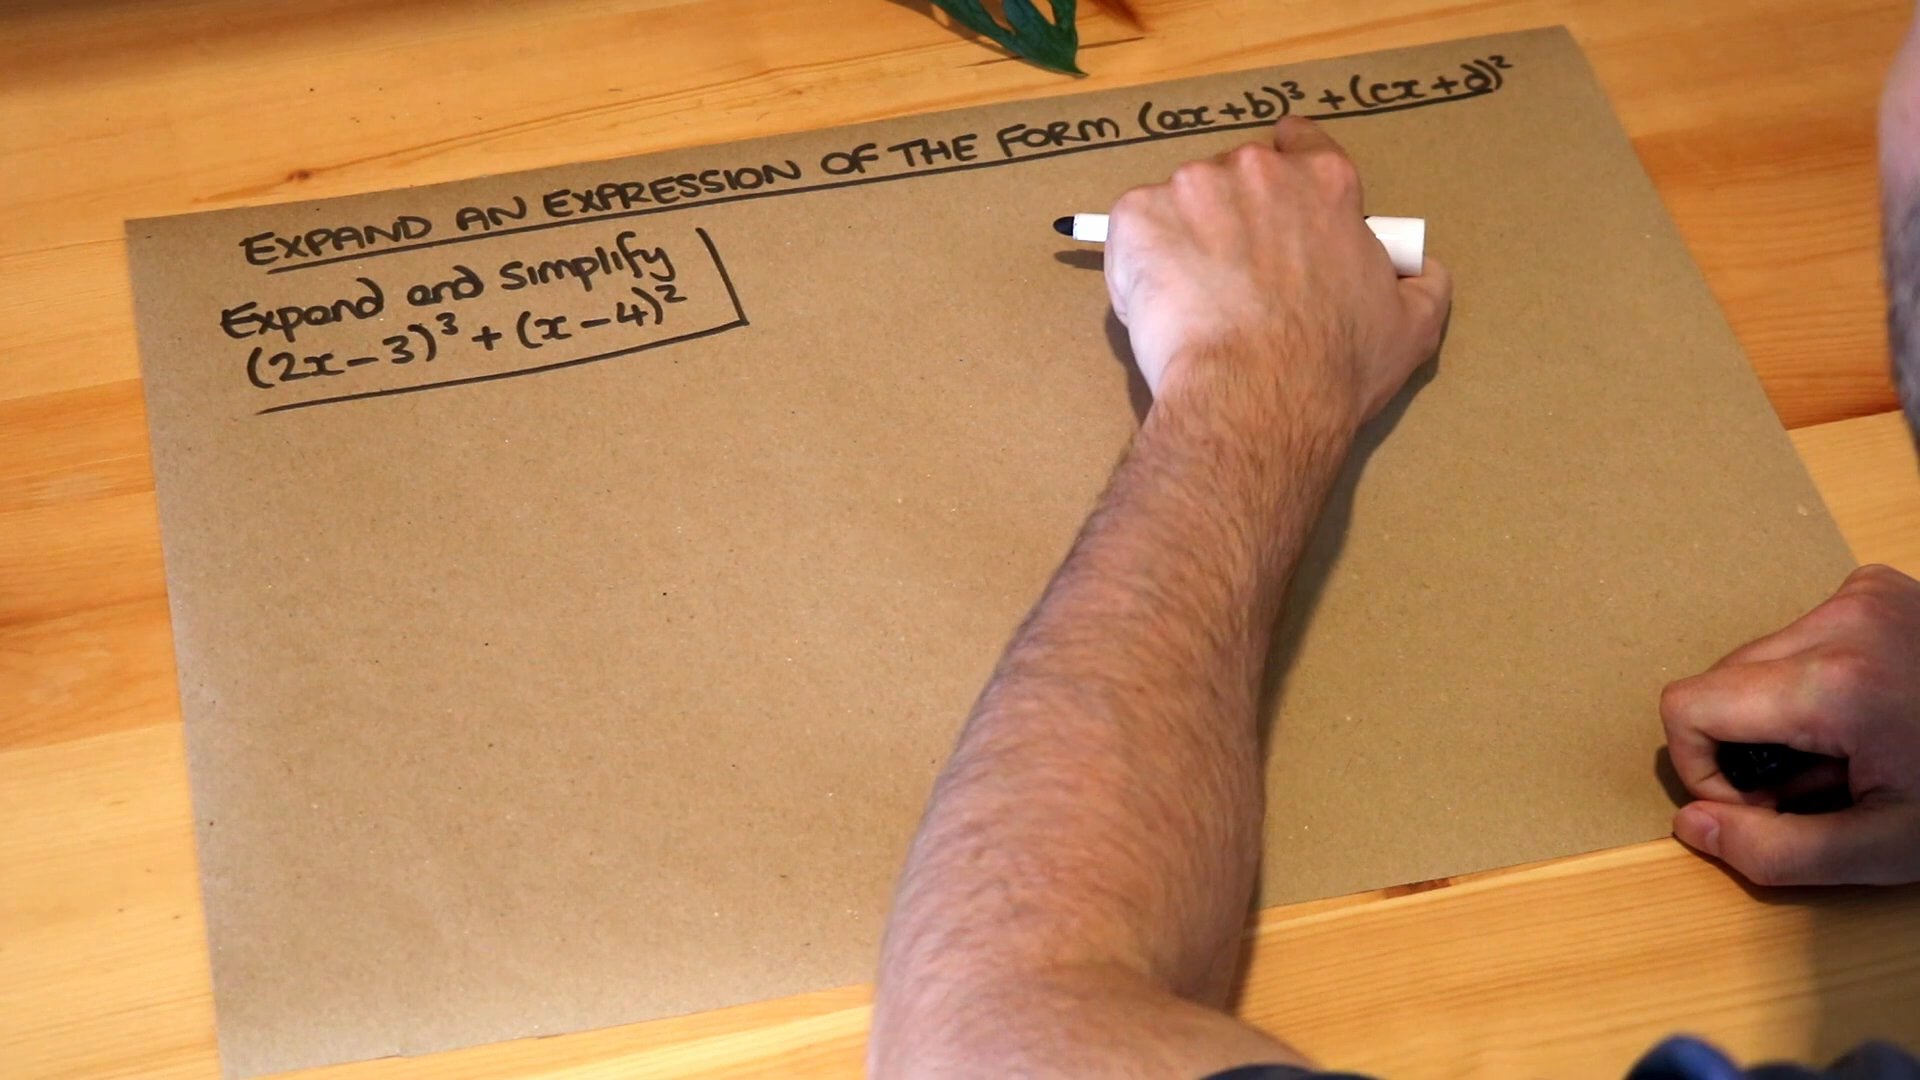 EXPAND AN EXPRESSION OF THE FORM (ax+b)³ + (cx+d)²
Expand and Simplify
(2x-3)³ + (x-4)²